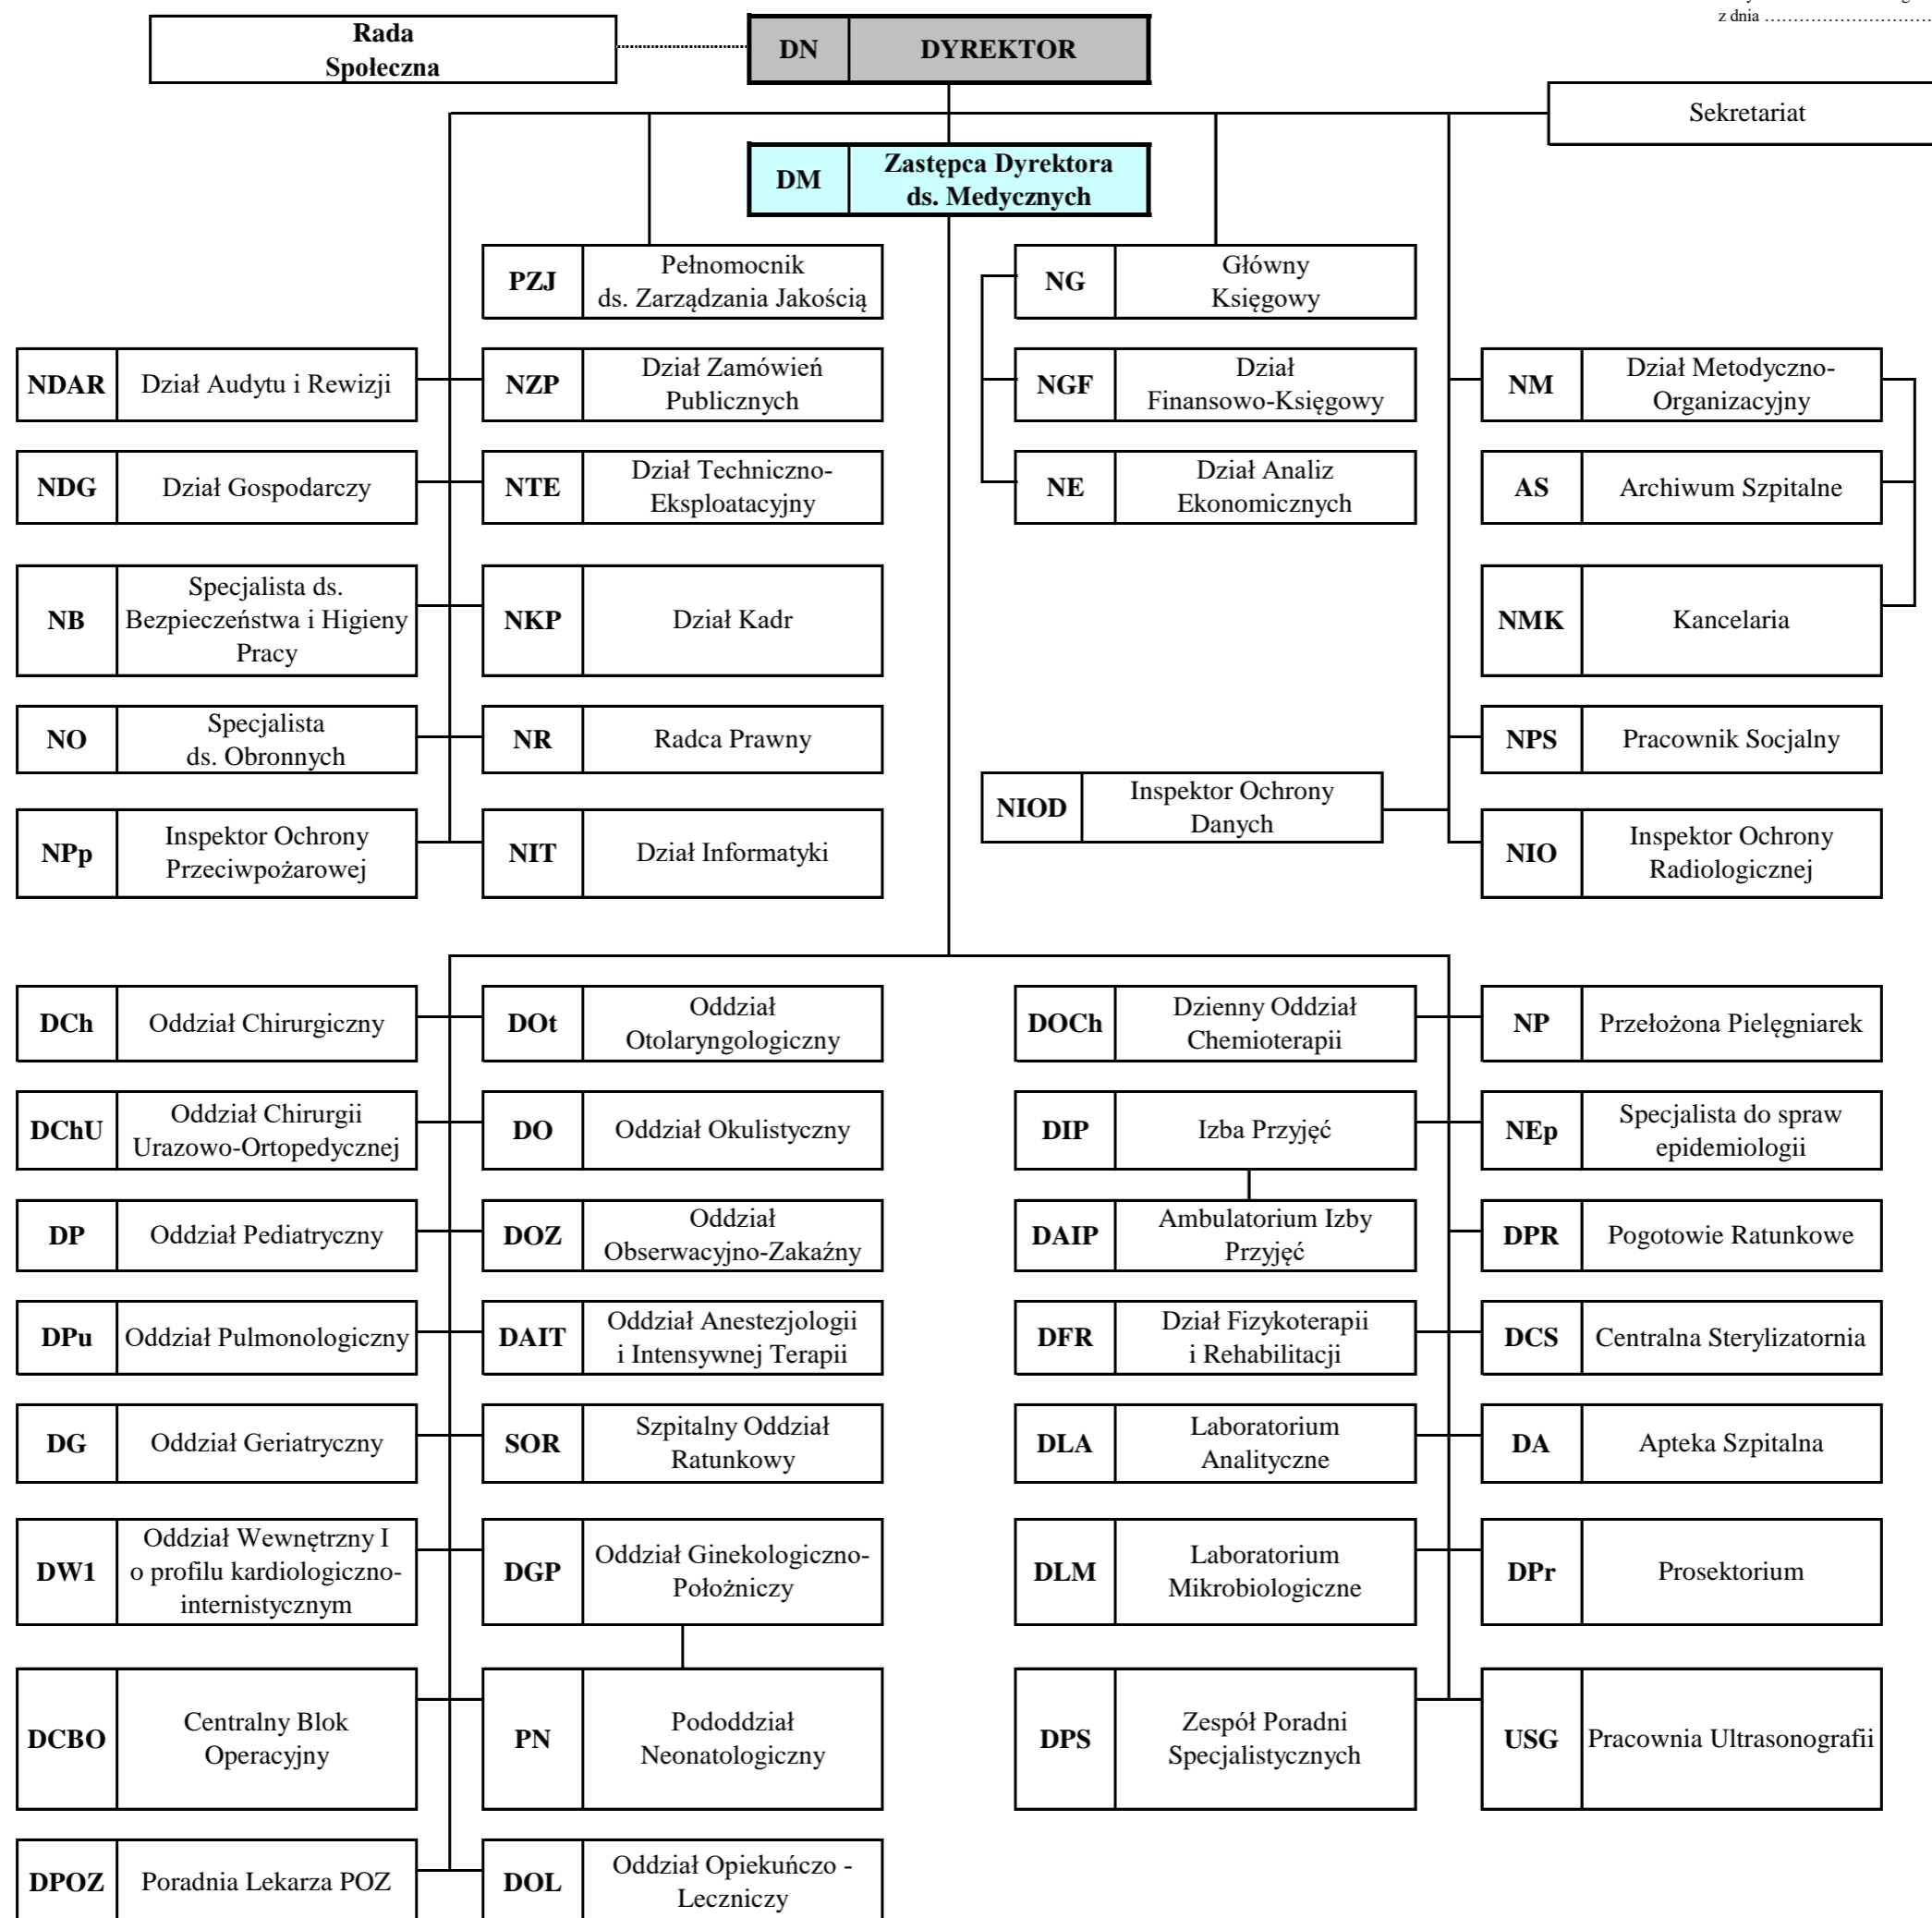 z dnia ………………………….
Rada
Społeczna
DN
DYREKTOR
Sekretariat
DM
Zastępca Dyrektora
ds. Medycznych
PZJ
Pełnomocnik
ds. Zarządzania Jakością
NG
Główny
Księgowy
NDAR
Dział Audytu i Rewizji
NZP
Dział Zamówień
Publicznych
NGF
Dział
Finansowo-Księgowy
NM
Dział Metodyczno-
Organizacyjny
NDG
Dział Gospodarczy
NTE
Dział Techniczno-
Eksploatacyjny
NE
Dział Analiz
Ekonomicznych
AS
Archiwum Szpitalne
NB
Specjalista ds.
Bezpieczeństwa i Higieny
Pracy
NKP
Dział Kadr
NMK
Kancelaria
NO
Specjalista
ds. Obronnych
NR
Radca Prawny
NPS
Pracownik Socjalny
NIOD
Inspektor Ochrony
Danych
NPp
Inspektor Ochrony
Przeciwpożarowej
NIT
Dział Informatyki
NIO
Inspektor Ochrony
Radiologicznej
DCh
Oddział Chirurgiczny
DOt
Oddział
Otolaryngologiczny
DOCh
Dzienny Oddział
Chemioterapii
NP
Przełożona Pielęgniarek
DChU
Oddział Chirurgii
Urazowo-Ortopedycznej
DO
Oddział Okulistyczny
DIP
Izba Przyjęć
NEp
Specjalista do spraw
epidemiologii
DP
Oddział Pediatryczny
DOZ
Oddział
Obserwacyjno-Zakaźny
DAIP
Ambulatorium Izby
Przyjęć
DPR
Pogotowie Ratunkowe
DPu
Oddział Pulmonologiczny
DAIT
Oddział Anestezjologii
i Intensywnej Terapii
DFR
Dział Fizykoterapii
i Rehabilitacji
DCS
Centralna Sterylizatornia
DG
Oddział Geriatryczny
SOR
Szpitalny Oddział
Ratunkowy
DLA
Laboratorium
Analityczne
DA
Apteka Szpitalna
DW1
Oddział Wewnętrzny I
o profilu kardiologiczno-
internistycznym
DGP
Oddział Ginekologiczno-
Położniczy
DLM
Laboratorium
Mikrobiologiczne
DPr
Prosektorium
DCBO
Centralny Blok
Operacyjny
PN
Pododdział
Neonatologiczny
DPS
Zespół Poradni
Specjalistycznych
USG
Pracownia Ultrasonografii
DPOZ
Poradnia Lekarza POZ
DOL
Oddział Opiekuńczo -
Leczniczy